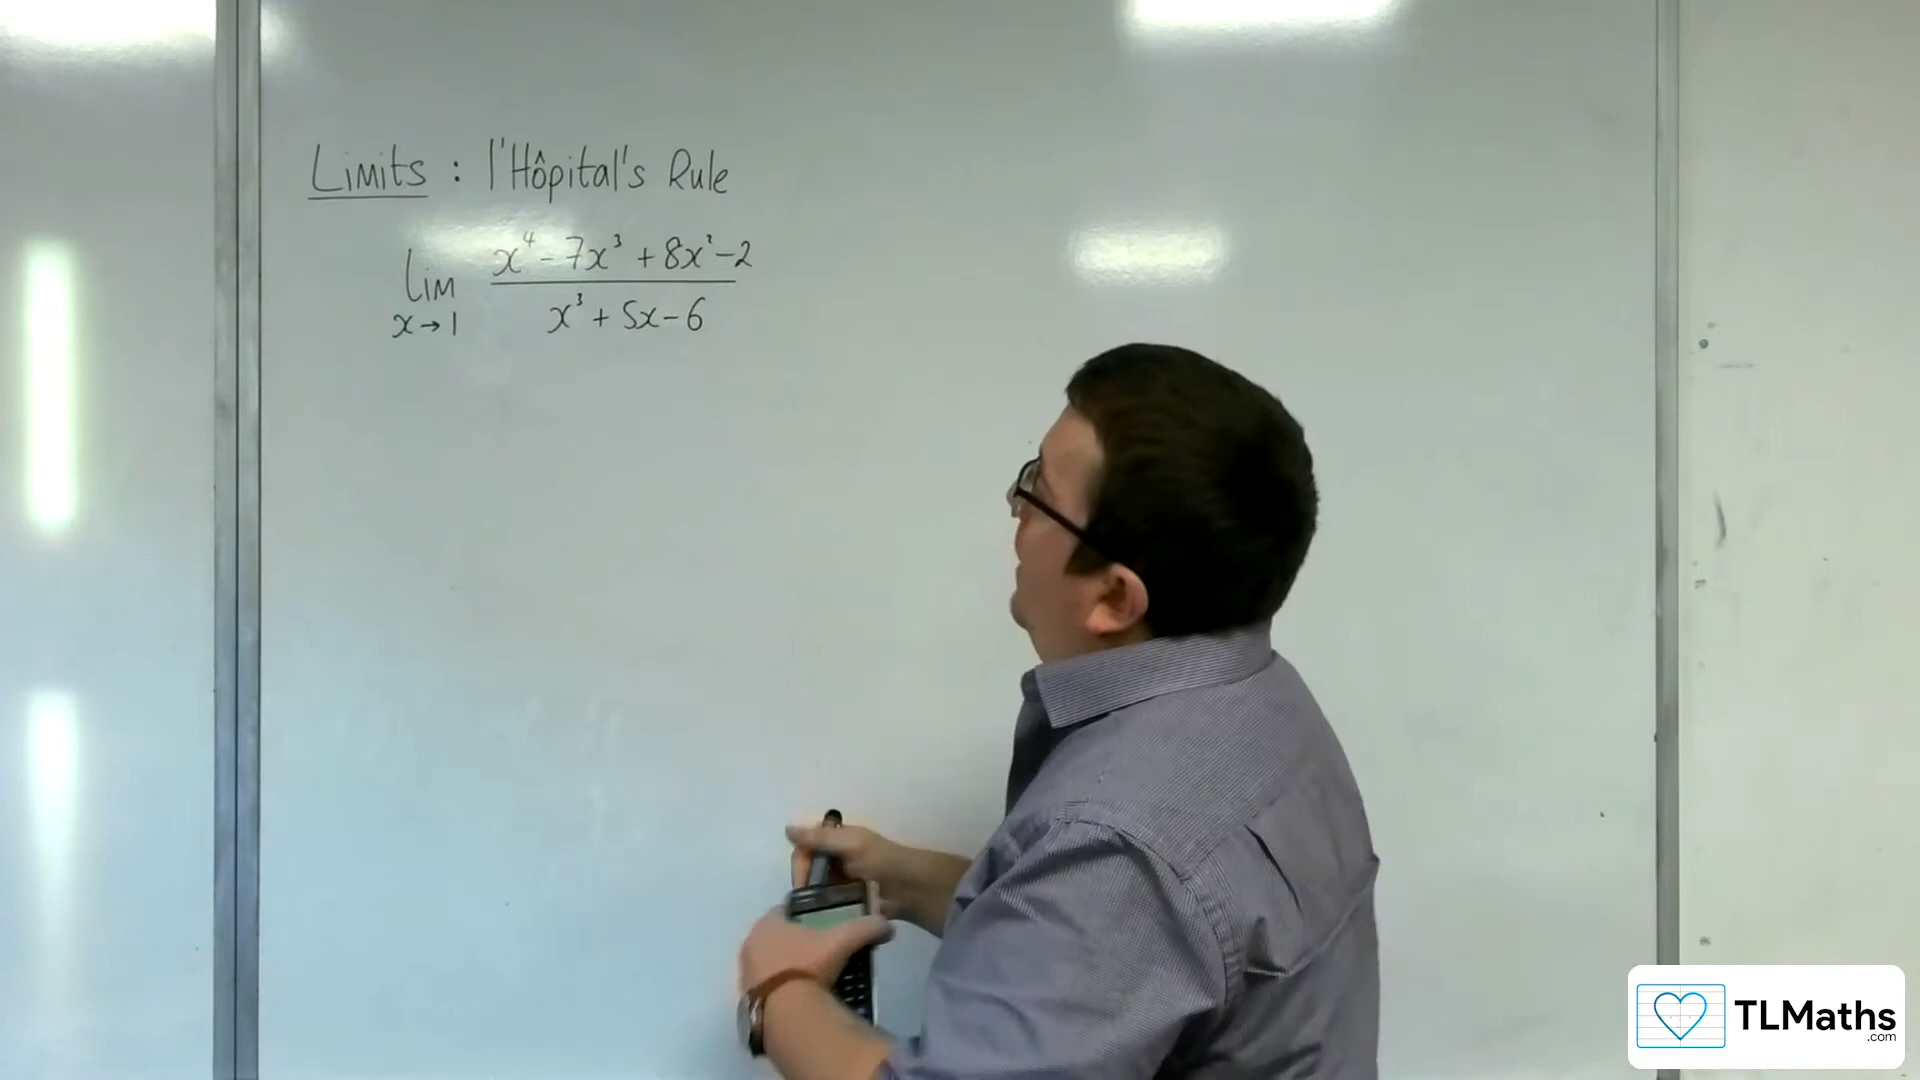 Limits : l'Hôpital's Rule
lim x→1 (x⁴ - 7x³ + 8x² - 2) / (x³ + 5x - 6)
TLMaths
.com